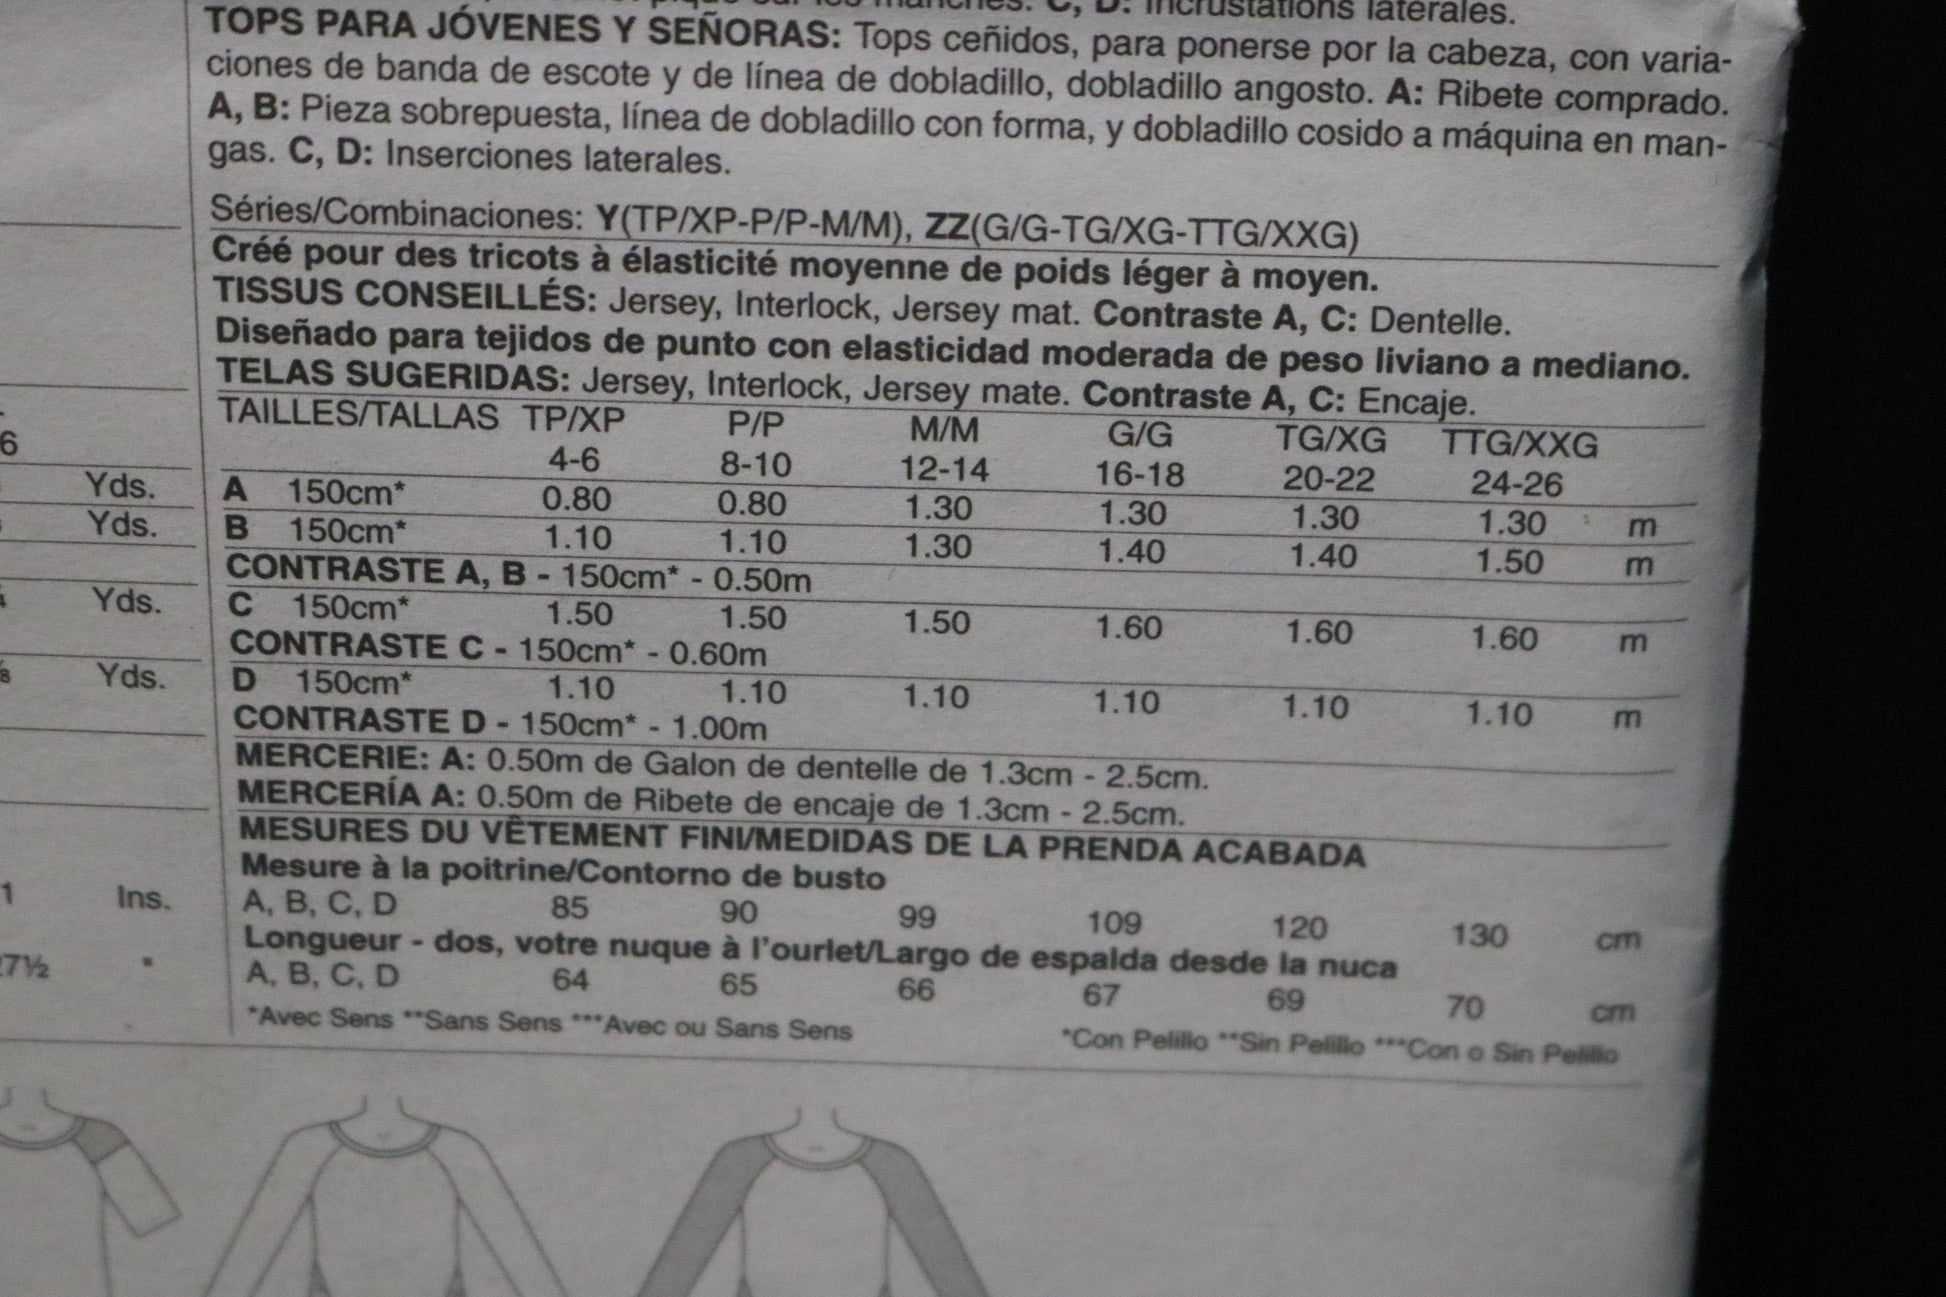 C, D: Incrustations latérales.
TOPS PARA JÓVENES Y SEÑORAS: Tops ceñidos, para ponerse por la cabeza, con varia-
ciones de banda de escote y de línea de dobladillo, dobladillo angosto. A: Ribete comprado.
A, B: Pieza sobrepuesta, línea de dobladillo con forma, y dobladillo cosido a máquina en man-
gas. C, D: Inserciones laterales.
Séries/Combinaciones: Y(TP/XP-P/P-M/M), ZZ(G/G-TG/XG-TTG/XXG)
Créé pour des tricots à élasticité moyenne de poids léger à moyen.
TISSUS CONSEILLÉS: Jersey, Interlock, Jersey mat. Contraste A, C: Dentelle.
Diseñado para tejidos de punto con elasticidad moderada de peso liviano a mediano.
TELAS SUGERIDAS: Jersey, Interlock, Jersey mate. Contraste A, C: Encaje.
TAILLES/TALLAS TP/XP P/P M/M G/G TG/XG TTG/XXG
6 4-6 8-10 12-14 16-18 20-22 24-26
Yds. A 150cm* 0.80 0.80 1.30 1.30 1.30 1.30 m
Yds. B 150cm* 1.10 1.10 1.30 1.40 1.40 1.50 m
CONTRASTE A, B - 150cm* - 0.50m
Yds. C 150cm* 1.50 1.50 1.50 1.60 1.60 1.60 m
CONTRASTE C - 150cm* - 0.60m
Yds. D 150cm* 1.10 1.10 1.10 1.10 1.10 1.10 m
CONTRASTE D - 150cm* - 1.00m
MERCERIE: A: 0.50m de Galon de dentelle de 1.3cm - 2.5cm.
MERCERÍA A: 0.50m de Ribete de encaje de 1.3cm - 2.5cm.
MESURES DU VÊTEMENT FINI/MEDIDAS DE LA PRENDA ACABADA
Mesure à la poitrine/Contorno de busto
1 Ins. A, B, C, D 85 90 99 109 120 130 cm
Longueur - dos, votre nuque à l'ourlet/Largo de espalda desde la nuca
27½ " A, B, C, D 64 65 66 67 69 70 cm
*Avec Sens **Sans Sens ***Avec ou Sans Sens *Con Pelillo **Sin Pelillo ***Con o Sin Pelillo